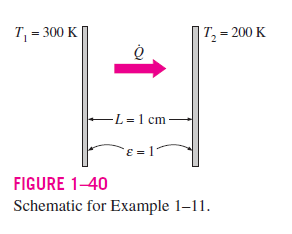 T₁ = 300 K
T₂ = 200 K
Q̇
L = 1 cm
ε = 1
FIGURE 1–40
Schematic for Example 1–11.